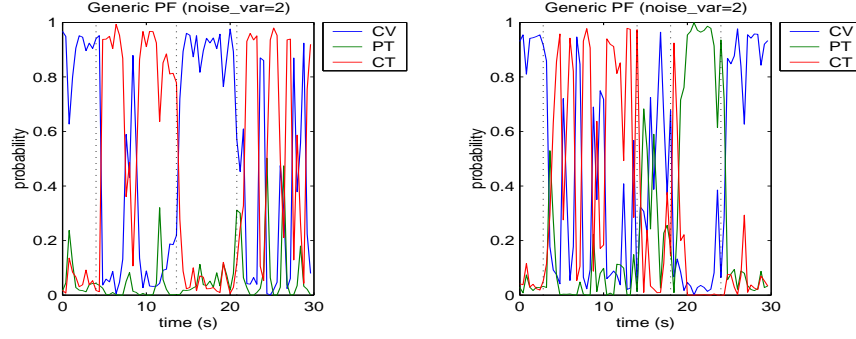 Generic PF (noise_var=2)
1
0.8
0.6
0.4
0.2
0
probability
0 10 20 30
time (s)
CV
PT
CT
Generic PF (noise_var=2)
1
0.8
0.6
0.4
0.2
0
probability
0 10 20 30
time (s)
CV
PT
CT